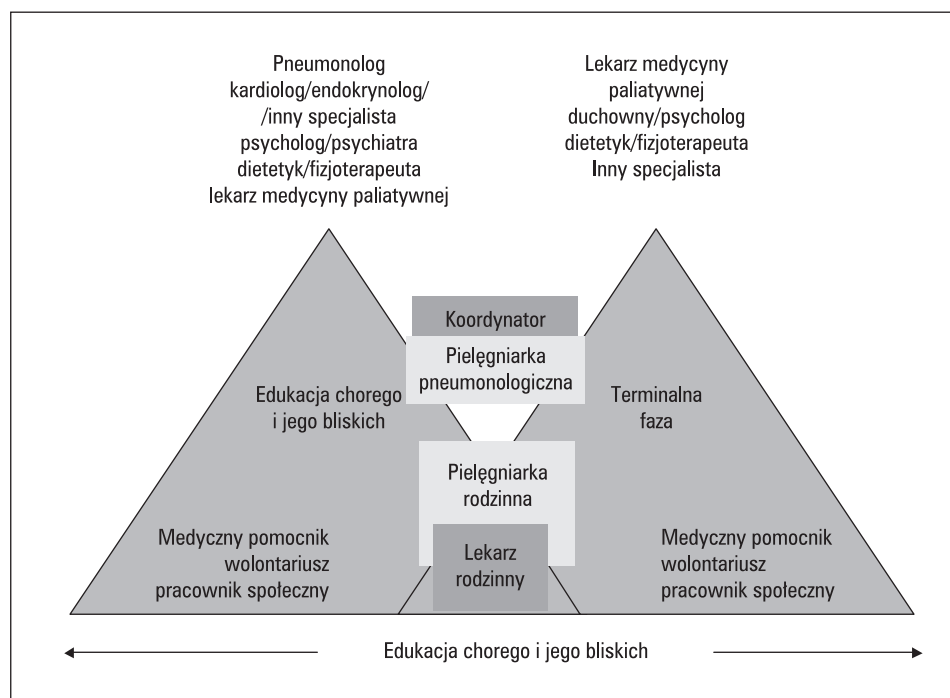 Pneumonolog
kardiolog/endokrynolog/
/inny specjalista
psycholog/psychiatra
dietetyk/fizjoterapeuta
lekarz medycyny paliatywnej
Lekarz medycyny
paliatywnej
duchowny/psycholog
dietetyk/fizjoterapeuta
Inny specjalista
Koordynator
Pielęgniarka
pneumonologiczna
Edukacja chorego
i jego bliskich
Terminalna
faza
Pielęgniarka
rodzinna
Medyczny pomocnik
wolontariusz
pracownik społeczny
Lekarz
rodzinny
Medyczny pomocnik
wolontariusz
pracownik społeczny
Edukacja chorego i jego bliskich